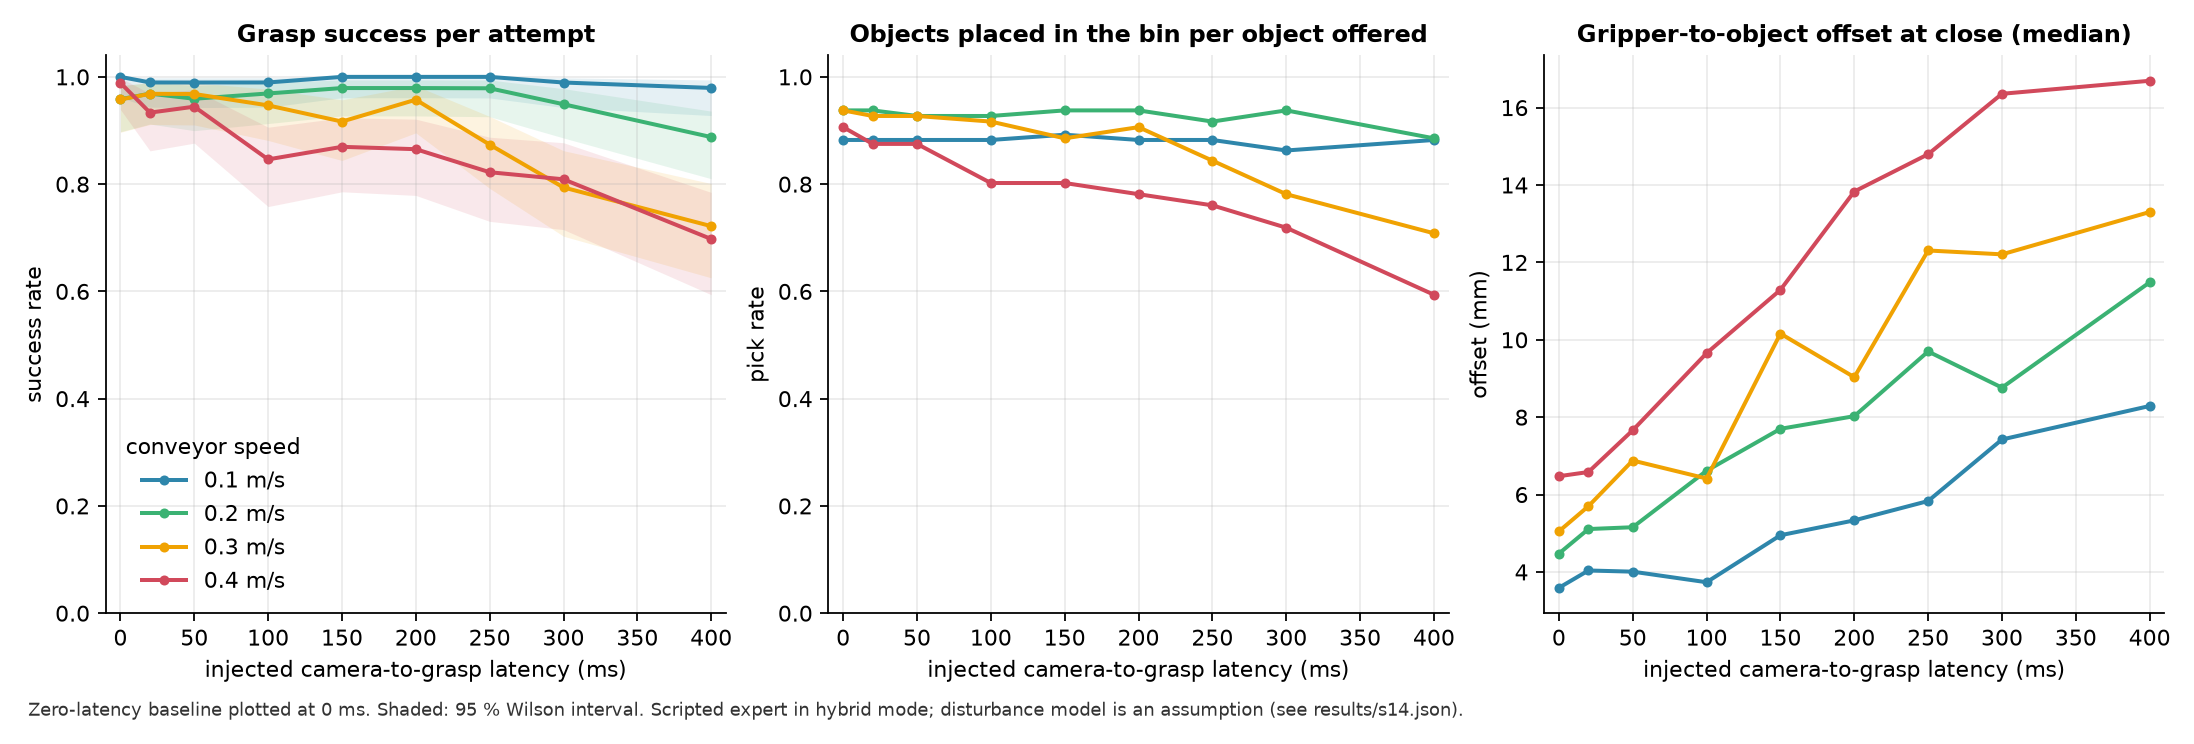 Grasp success per attempt
success rate
1.0
0.8
0.6
0.4
0.2
0.0
conveyor speed
0.1 m/s
0.2 m/s
0.3 m/s
0.4 m/s
0 50 100 150 200 250 300 350 400
injected camera-to-grasp latency (ms)
Objects placed in the bin per object offered
pick rate
1.0
0.8
0.6
0.4
0.2
0.0
0 50 100 150 200 250 300 350 400
injected camera-to-grasp latency (ms)
Gripper-to-object offset at close (median)
offset (mm)
16
14
12
10
8
6
4
0 50 100 150 200 250 300 350 400
injected camera-to-grasp latency (ms)
Zero-latency baseline plotted at 0 ms. Shaded: 95 % Wilson interval. Scripted expert in hybrid mode; disturbance model is an assumption (see results/s14.json).